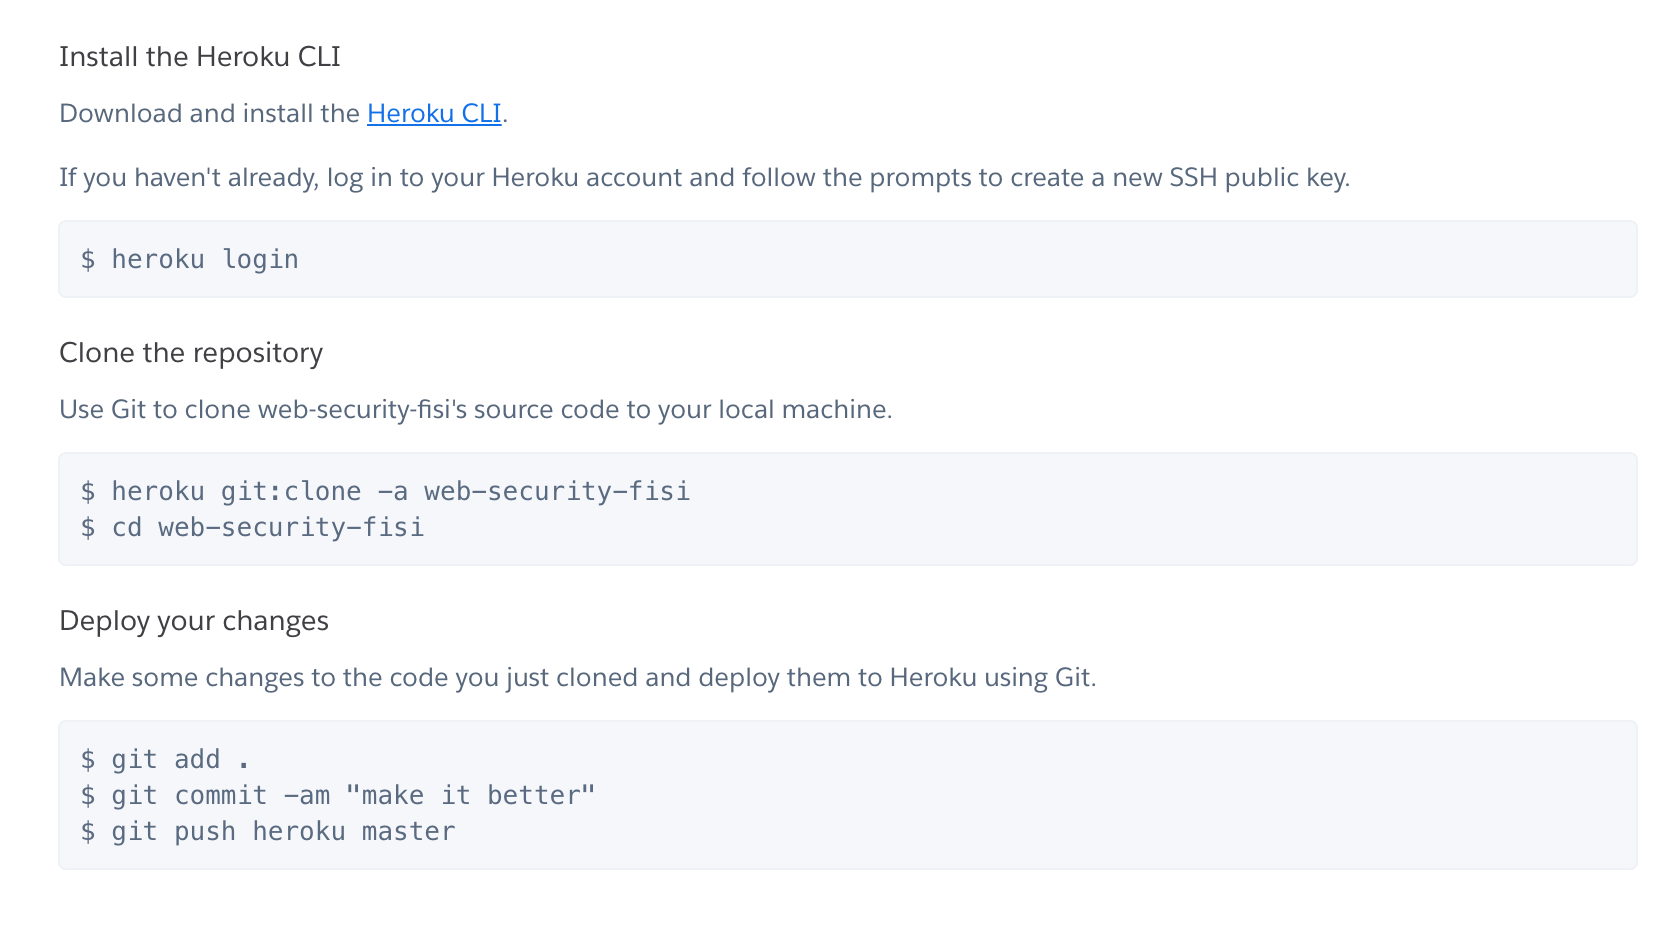 Install the Heroku CLI
Download and install the Heroku CLI.
If you haven't already, log in to your Heroku account and follow the prompts to create a new SSH public key.
$ heroku login
Clone the repository
Use Git to clone web-security-fisi's source code to your local machine.
$ heroku git:clone -a web-security-fisi
$ cd web-security-fisi
Deploy your changes
Make some changes to the code you just cloned and deploy them to Heroku using Git.
$ git add .
$ git commit -am "make it better"
$ git push heroku master